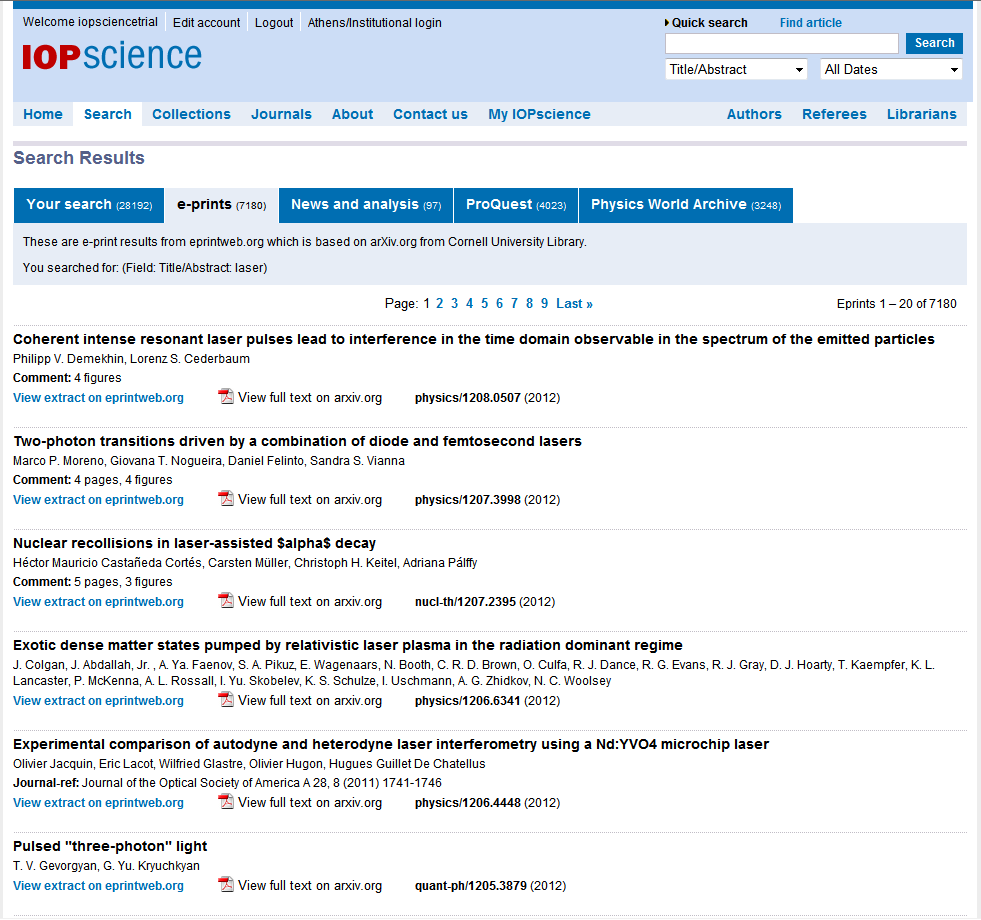 Welcome iopsciencetrial Edit account Logout Athens/Institutional login
Quick search Find article
IOPscience
Search
Title/Abstract All Dates
Home Search Collections Journals About Contact us My IOPscience Authors Referees Librarians
Search Results
Your search (28192) e-prints (7180) News and analysis (97) ProQuest (4023) Physics World Archive (3248)
These are e-print results from eprintweb.org which is based on arXiv.org from Cornell University Library.
You searched for: (Field: Title/Abstract: laser)
Page: 1 2 3 4 5 6 7 8 9 Last » Eprints 1 – 20 of 7180
Coherent intense resonant laser pulses lead to interference in the time domain observable in the spectrum of the emitted particles
Philipp V. Demekhin, Lorenz S. Cederbaum
Comment: 4 figures
View extract on eprintweb.org View full text on arxiv.org physics/1208.0507 (2012)
Two-photon transitions driven by a combination of diode and femtosecond lasers
Marco P. Moreno, Giovana T. Nogueira, Daniel Felinto, Sandra S. Vianna
Comment: 4 pages, 4 figures
View extract on eprintweb.org View full text on arxiv.org physics/1207.3998 (2012)
Nuclear recollisions in laser-assisted $alpha$ decay
Héctor Mauricio Castañeda Cortés, Carsten Müller, Christoph H. Keitel, Adriana Pálffy
Comment: 5 pages, 3 figures
View extract on eprintweb.org View full text on arxiv.org nucl-th/1207.2395 (2012)
Exotic dense matter states pumped by relativistic laser plasma in the radiation dominant regime
J. Colgan, J. Abdallah, Jr. , A. Ya. Faenov, S. A. Pikuz, E. Wagenaars, N. Booth, C. R. D. Brown, O. Culfa, R. J. Dance, R. G. Evans, R. J. Gray, D. J. Hoarty, T. Kaempfer, K. L.
Lancaster, P. McKenna, A. L. Rossall, I. Yu. Skobelev, K. S. Schulze, I. Uschmann, A. G. Zhidkov, N. C. Woolsey
View extract on eprintweb.org View full text on arxiv.org physics/1206.6341 (2012)
Experimental comparison of autodyne and heterodyne laser interferometry using a Nd:YVO4 microchip laser
Olivier Jacquin, Eric Lacot, Wilfried Glastre, Olivier Hugon, Hugues Guillet De Chatellus
Journal-ref: Journal of the Optical Society of America A 28, 8 (2011) 1741-1746
View extract on eprintweb.org View full text on arxiv.org physics/1206.4448 (2012)
Pulsed "three-photon" light
T. V. Gevorgyan, G. Yu. Kryuchkyan
View extract on eprintweb.org View full text on arxiv.org quant-ph/1205.3879 (2012)